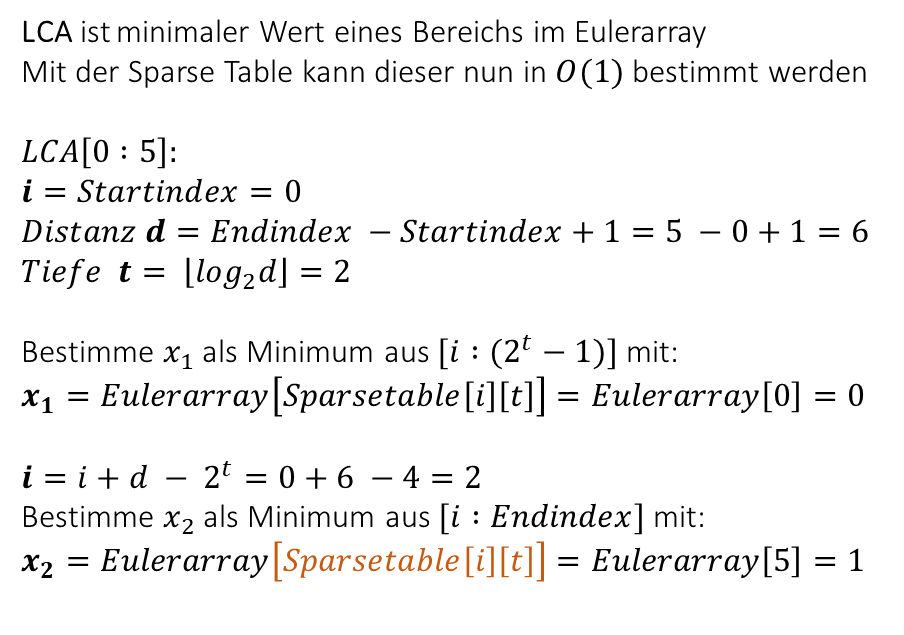 LCA ist minimaler Wert eines Bereichs im Eulerarray
Mit der Sparse Table kann dieser nun in O(1) bestimmt werden
LCA[0 : 5]:
i = Startindex = 0
Distanz d = Endindex − Startindex + 1 = 5 − 0 + 1 = 6
Tiefe t = ⌊log₂d⌋ = 2
Bestimme x₁ als Minimum aus [i : (2ᵗ − 1)] mit:
x₁ = Eulerarray[Sparsetable[i][t]] = Eulerarray[0] = 0
i = i + d − 2ᵗ = 0 + 6 − 4 = 2
Bestimme x₂ als Minimum aus [i : Endindex] mit:
x₂ = Eulerarray[Sparsetable[i][t]] = Eulerarray[5] = 1